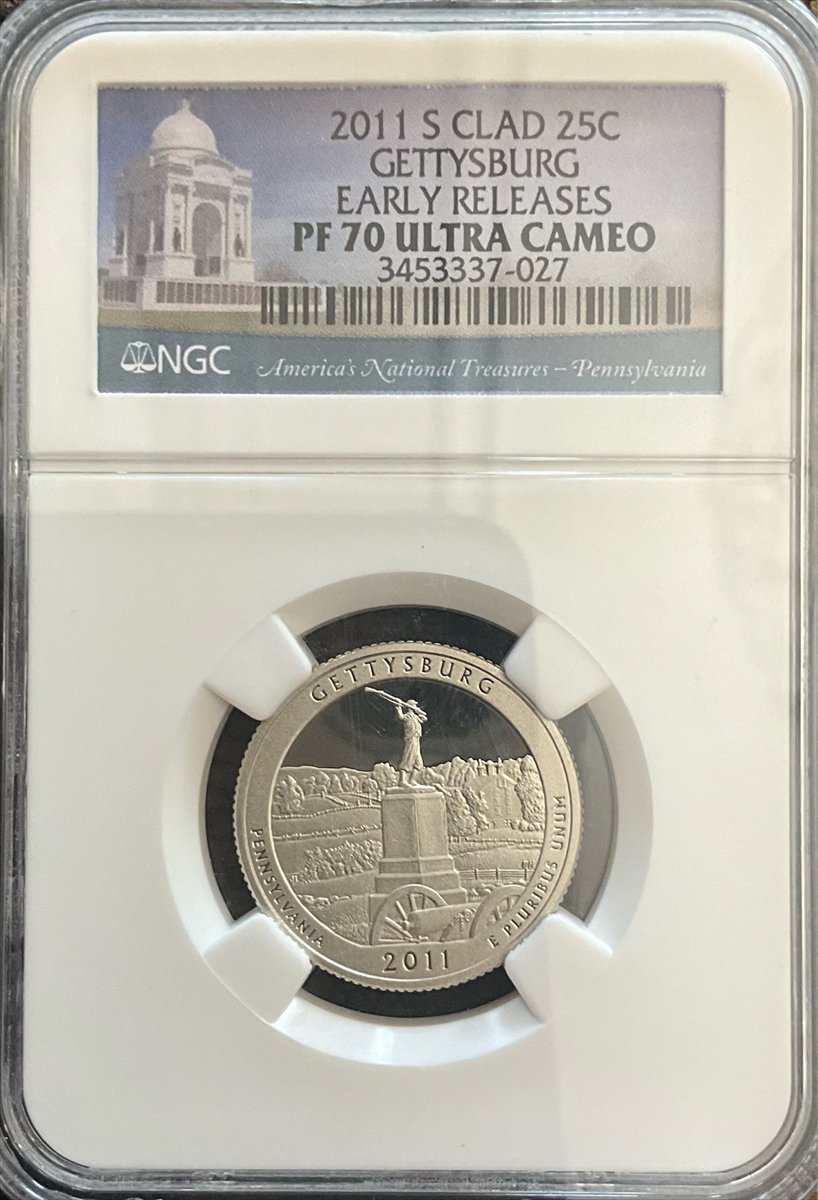 2011 S CLAD 25C
GETTYSBURG
EARLY RELEASES
PF 70 ULTRA CAMEO
3453337-027
NGC
America's National Treasures – Pennsylvania
GETTYSBURG
PENNSYLVANIA
2011
E PLURIBUS UNUM